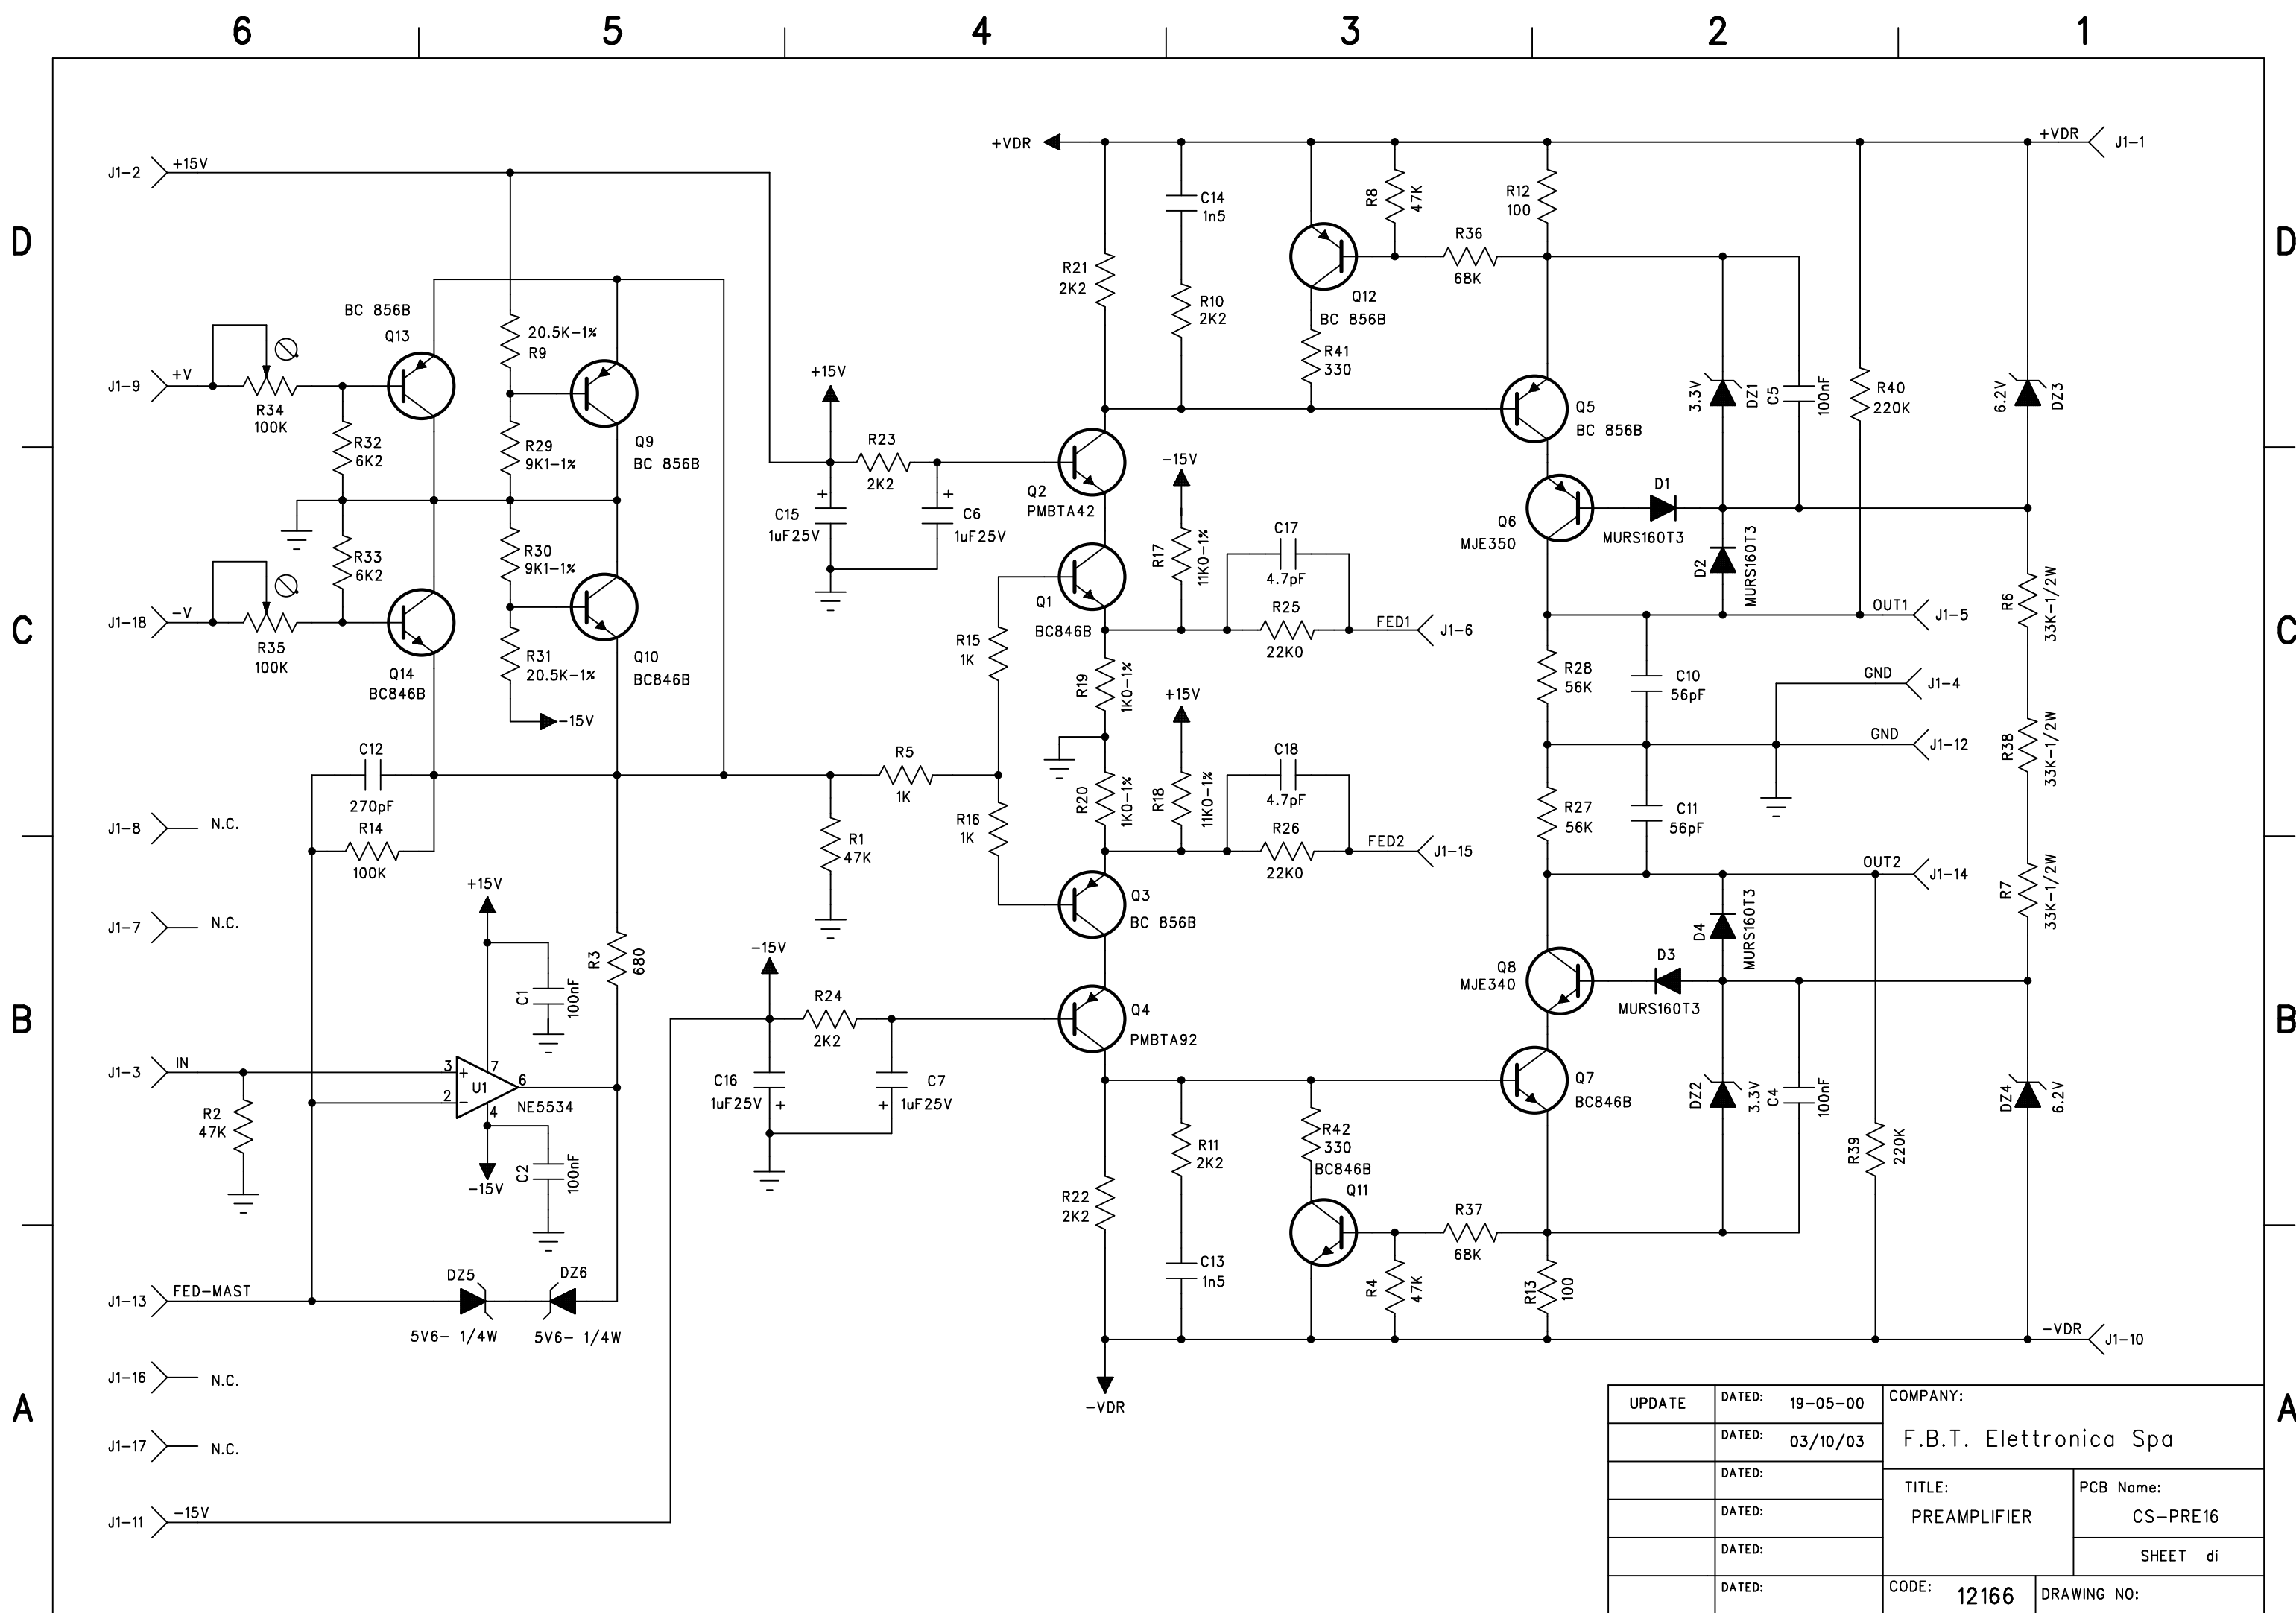 6 5 4 3 2 1
D
D
C
C
B
B
A
A
J1-2
+15V
J1-9
+V
R34
100K
BC 856B
Q13
R32
6K2
R33
6K2
J1-18
-V
R35
100K
Q14
BC846B
20.5K-1%
R9
R29
9K1-1%
R30
9K1-1%
R31
20.5K-1%
-15V
Q9
BC 856B
Q10
BC846B
C12
270pF
R14
100K
J1-8
N.C.
J1-7
N.C.
+15V
C1
100nF
R3
680
J1-3
IN
R2
47K
3
+
2
-
7
6
4
U1
NE5534
-15V
C2
100nF
J1-13
FED-MAST
DZ5
5V6- 1/4W
DZ6
5V6- 1/4W
J1-16
N.C.
J1-17
N.C.
J1-11
-15V
+15V
R23
2K2
+
C15
1uF25V
+
C6
1uF25V
R5
1K
R1
47K
R15
1K
R16
1K
-15V
R24
2K2
C16
1uF25V
+
C7
1uF25V
+
+VDR
R21
2K2
C14
1n5
R10
2K2
R8
47K
Q12
BC 856B
R41
330
R36
68K
R12
100
Q2
PMBTA42
Q1
BC846B
-15V
R17
11K0-1%
C17
4.7pF
R25
22K0
FED1
J1-6
R19
1K0-1%
R20
1K0-1%
+15V
R18
11K0-1%
C18
4.7pF
R26
22K0
FED2
J1-15
Q3
BC 856B
Q4
PMBTA92
R22
2K2
R11
2K2
C13
1n5
R42
330
BC846B
Q11
R4
47K
R37
68K
R13
100
-VDR
Q5
BC 856B
Q6
MJE350
D1
MURS160T3
D2
MURS160T3
3.3V
DZ1
C5
100nF
R40
220K
6.2V
DZ3
+VDR
J1-1
OUT1
J1-5
R28
56K
C10
56pF
GND
J1-4
GND
J1-12
R27
56K
C11
56pF
OUT2
J1-14
R6
33K-1/2W
R38
33K-1/2W
R7
33K-1/2W
D4
MURS160T3
Q8
MJE340
D3
MURS160T3
Q7
BC846B
DZ2
3.3V
C4
100nF
R39
220K
DZ4
6.2V
-VDR
J1-10
UPDATE
DATED: 19-05-00
DATED: 03/10/03
DATED:
DATED:
DATED:
DATED:
COMPANY:
F.B.T. Elettronica Spa
TITLE:
PREAMPLIFIER
PCB Name:
CS-PRE16
SHEET di
CODE: 12166
DRAWING NO: